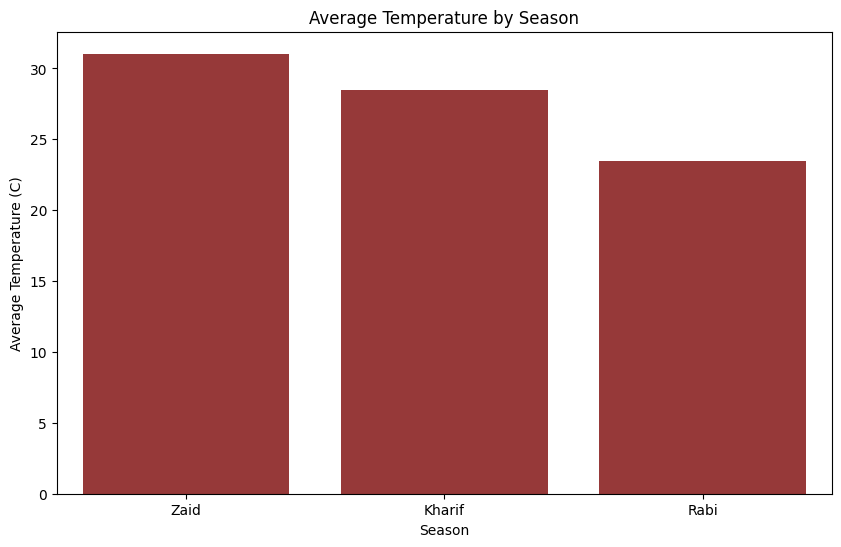 Average Temperature by Season
Average Temperature (C)
30
25
20
15
10
5
0
Zaid Kharif Rabi
Season